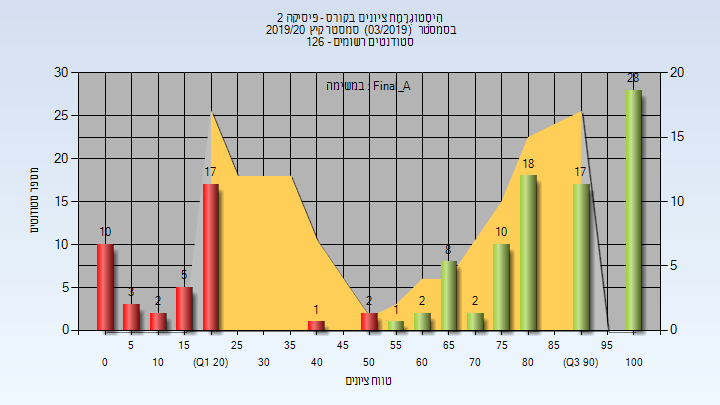 היסטוגרמת ציונים בקורס - פיסיקה 2
בסמסטר (03/2019) סמסטר קיץ 2019/20
סטודנטים רשומים - 126
במשימה : Final_A
30
25
20
15
10
5
0
20
15
10
5
0
מספר סטודנטים
10 3 2 5 17 1 2 1 2 8 2 10 18 17 28
5 15 25 35 45 55 65 75 85 95
0 10 (Q1 20) 30 40 50 60 70 80 (Q3 90) 100
טווח ציונים